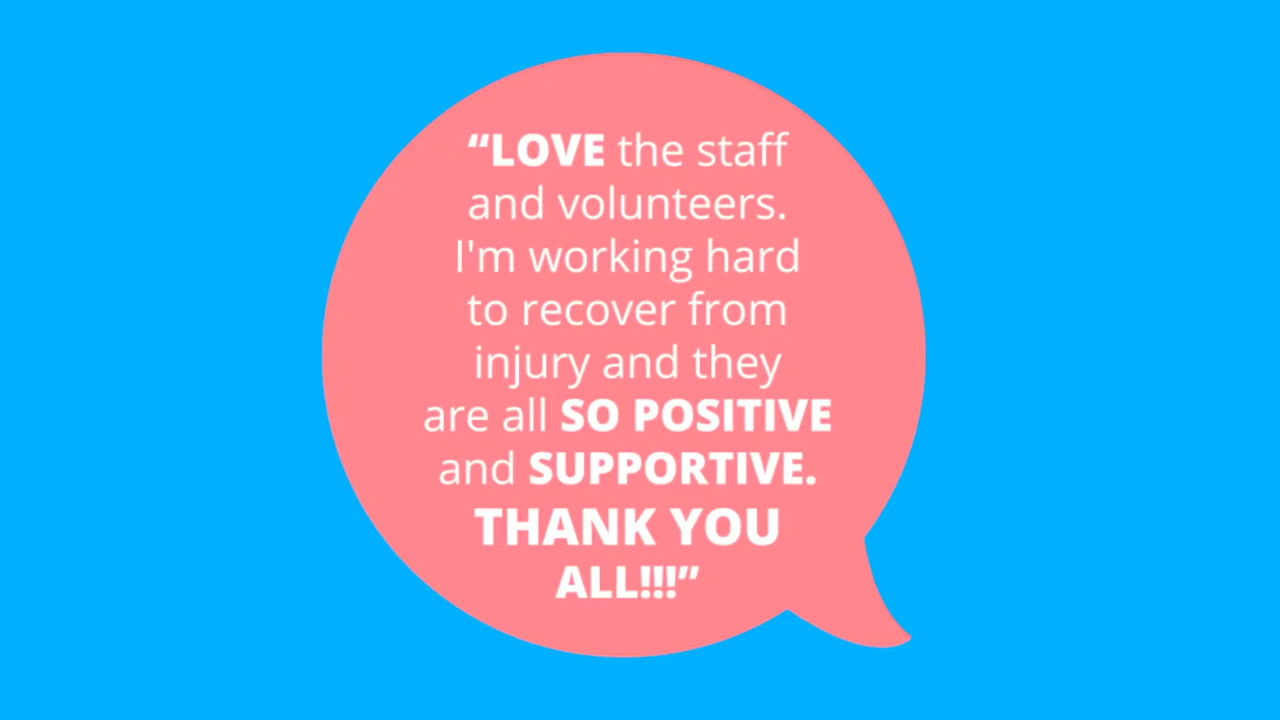 “LOVE the staff
and volunteers.
I'm working hard
to recover from
injury and they
are all SO POSITIVE
and SUPPORTIVE.
THANK YOU
ALL!!!”